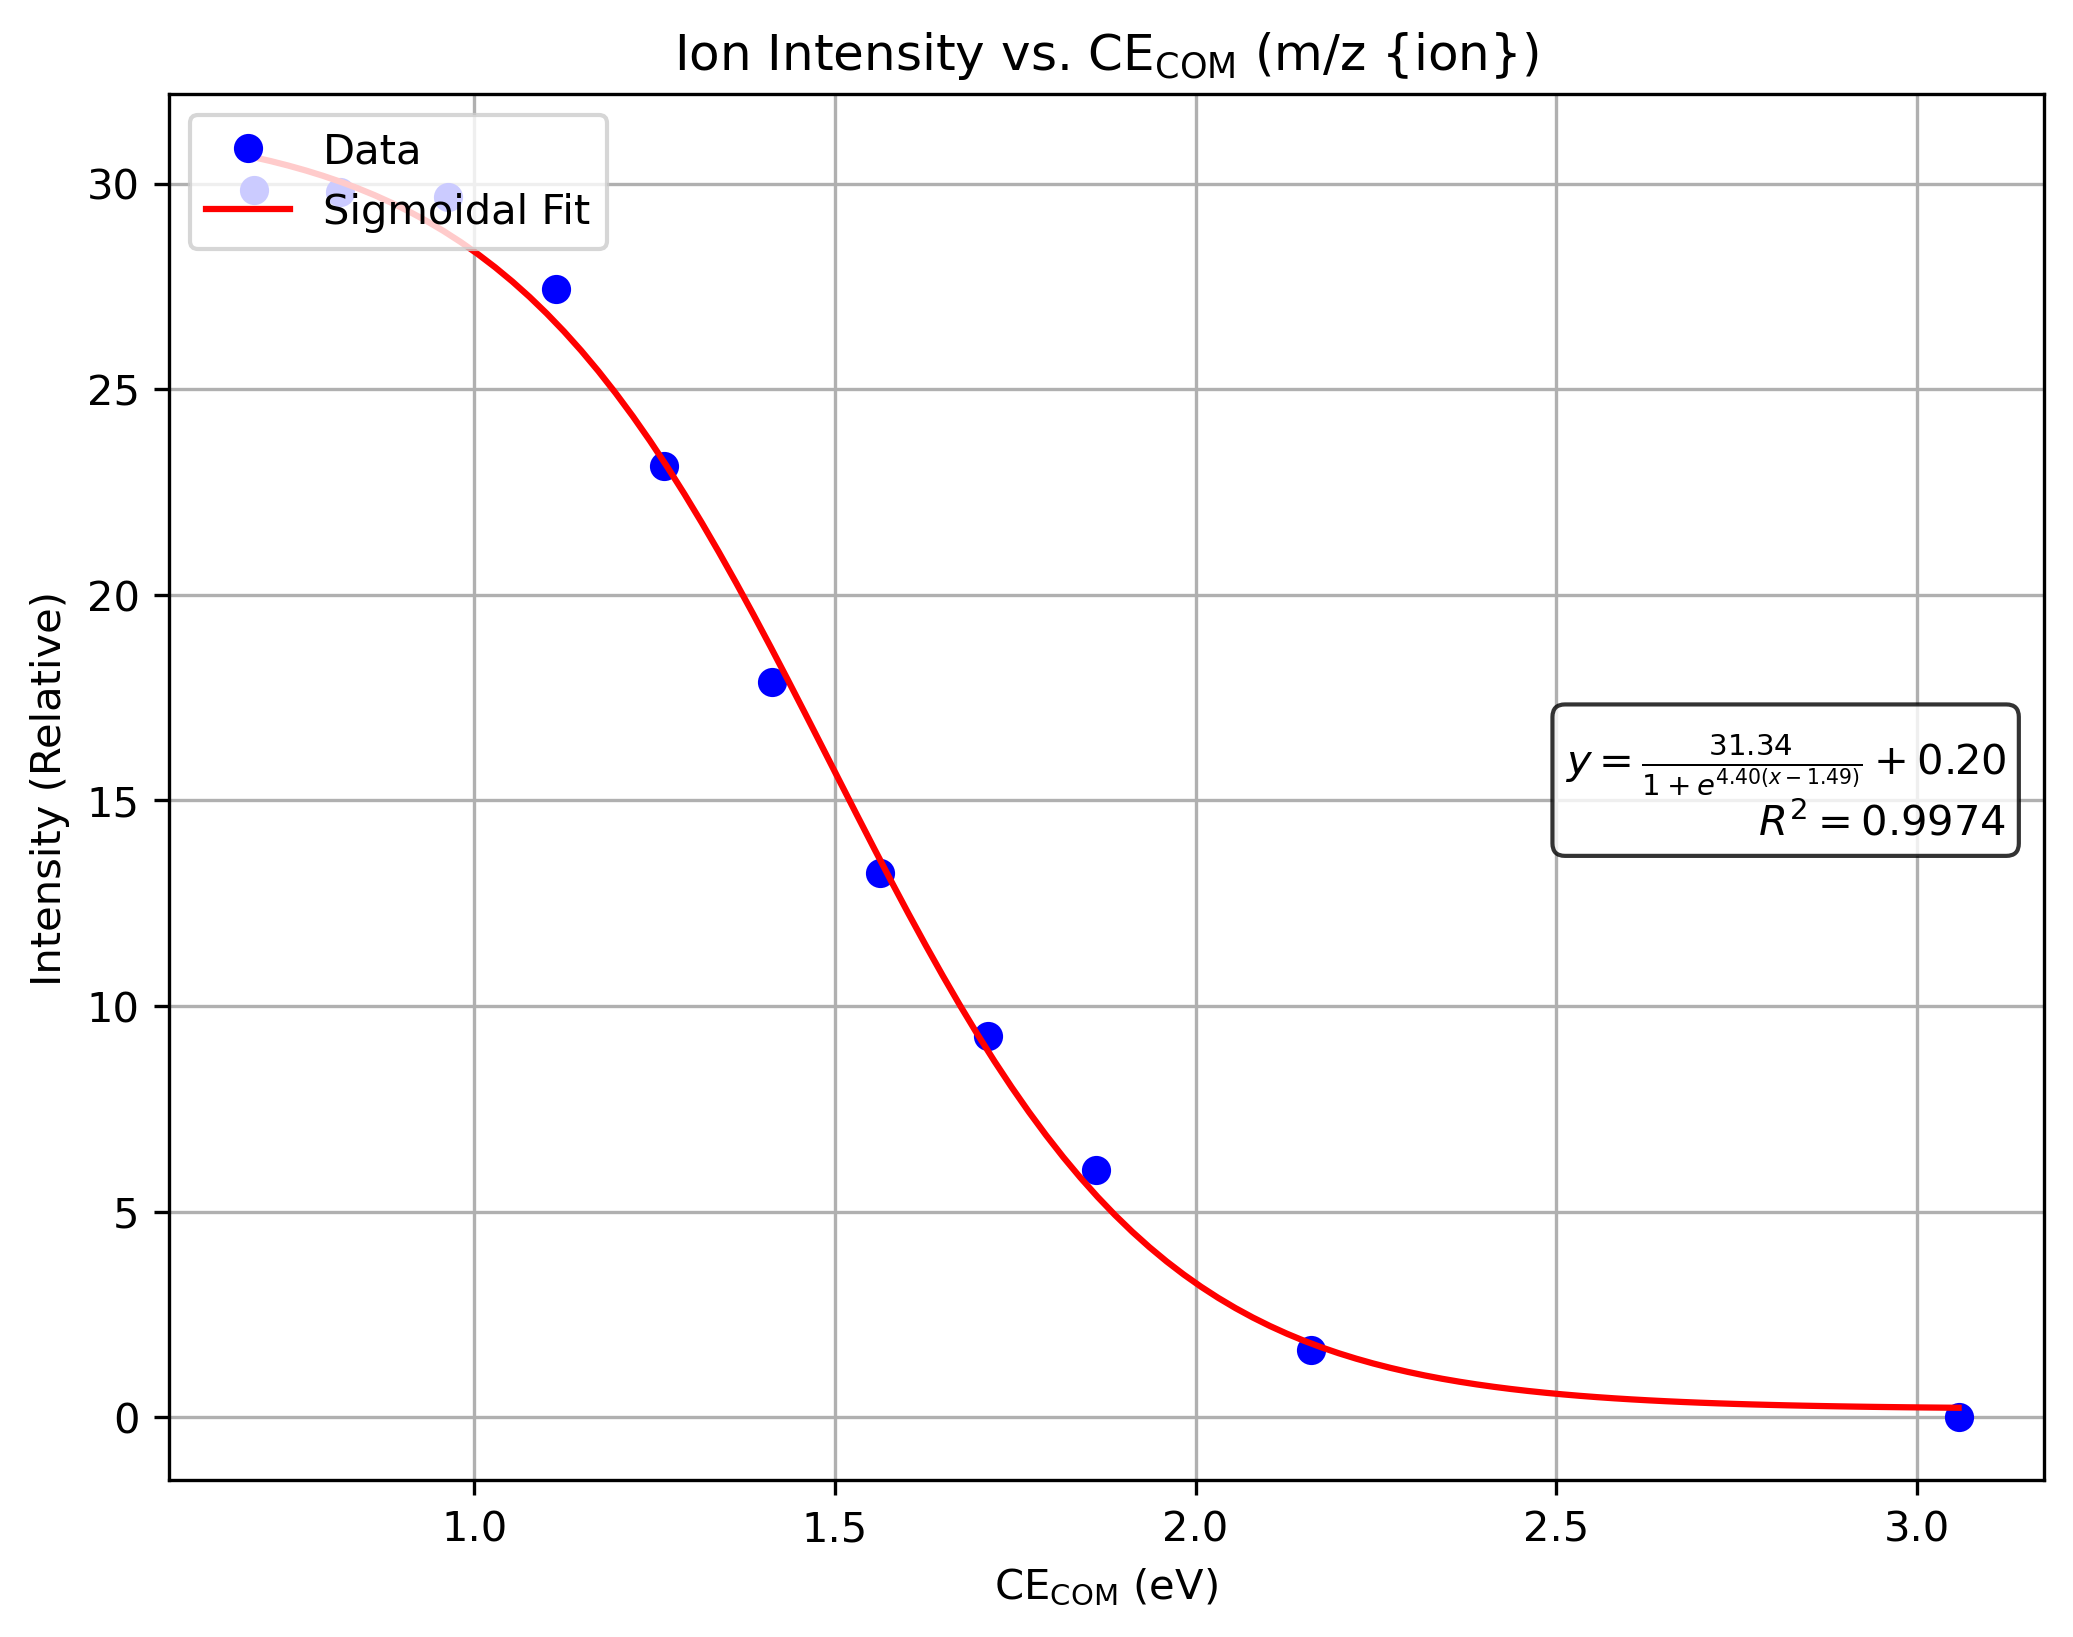 Ion Intensity vs. CE_COM (m/z {ion})
Data
Sigmoidal Fit
30
25
20
15
10
5
0
Intensity (Relative)
y = \frac{31.34}{1 + e^{4.40(x − 1.49)}} + 0.20
R² = 0.9974
1.0 1.5 2.0 2.5 3.0
CE_COM (eV)